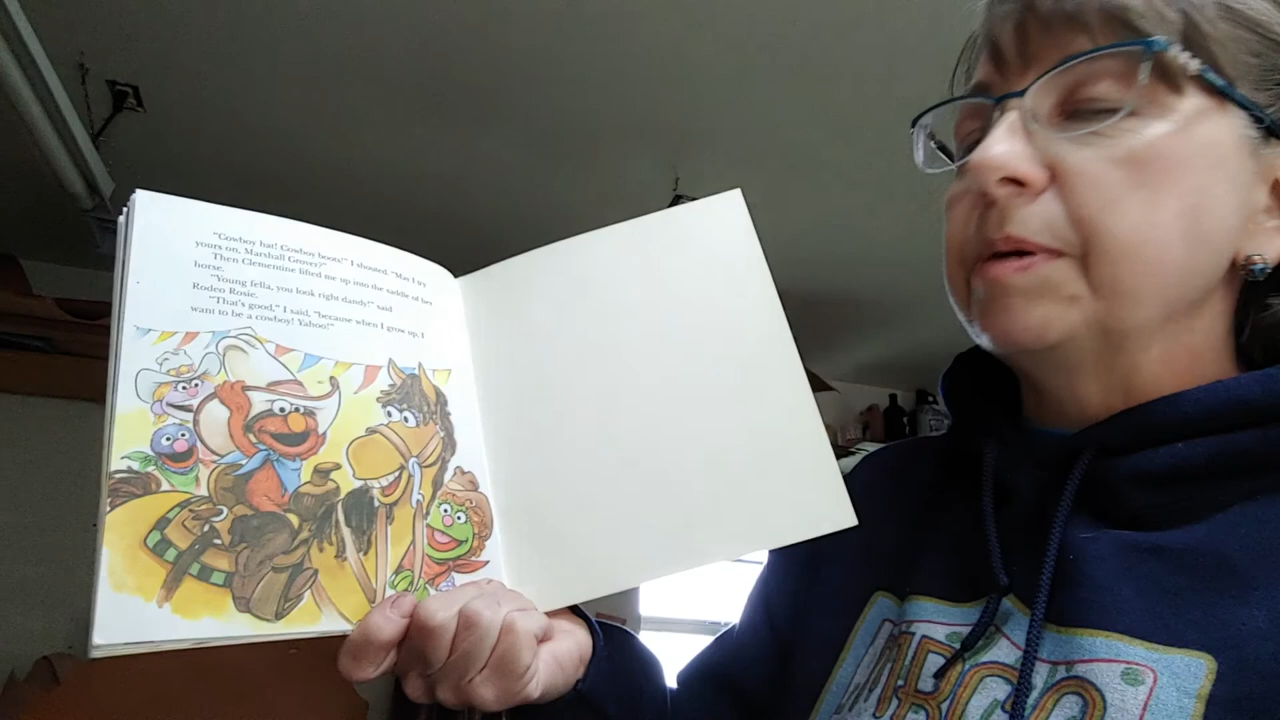 "Cowboy hat! Cowboy boots!" I shouted. "May I try
yours on, Marshall Grover?"
Then Clementine lifted me up into the saddle of her
horse.
"Young fella, you look right dandy!" said
Rodeo Rosie.
"That's good," I said, "because when I grow up, I
want to be a cowboy! Yahoo!"